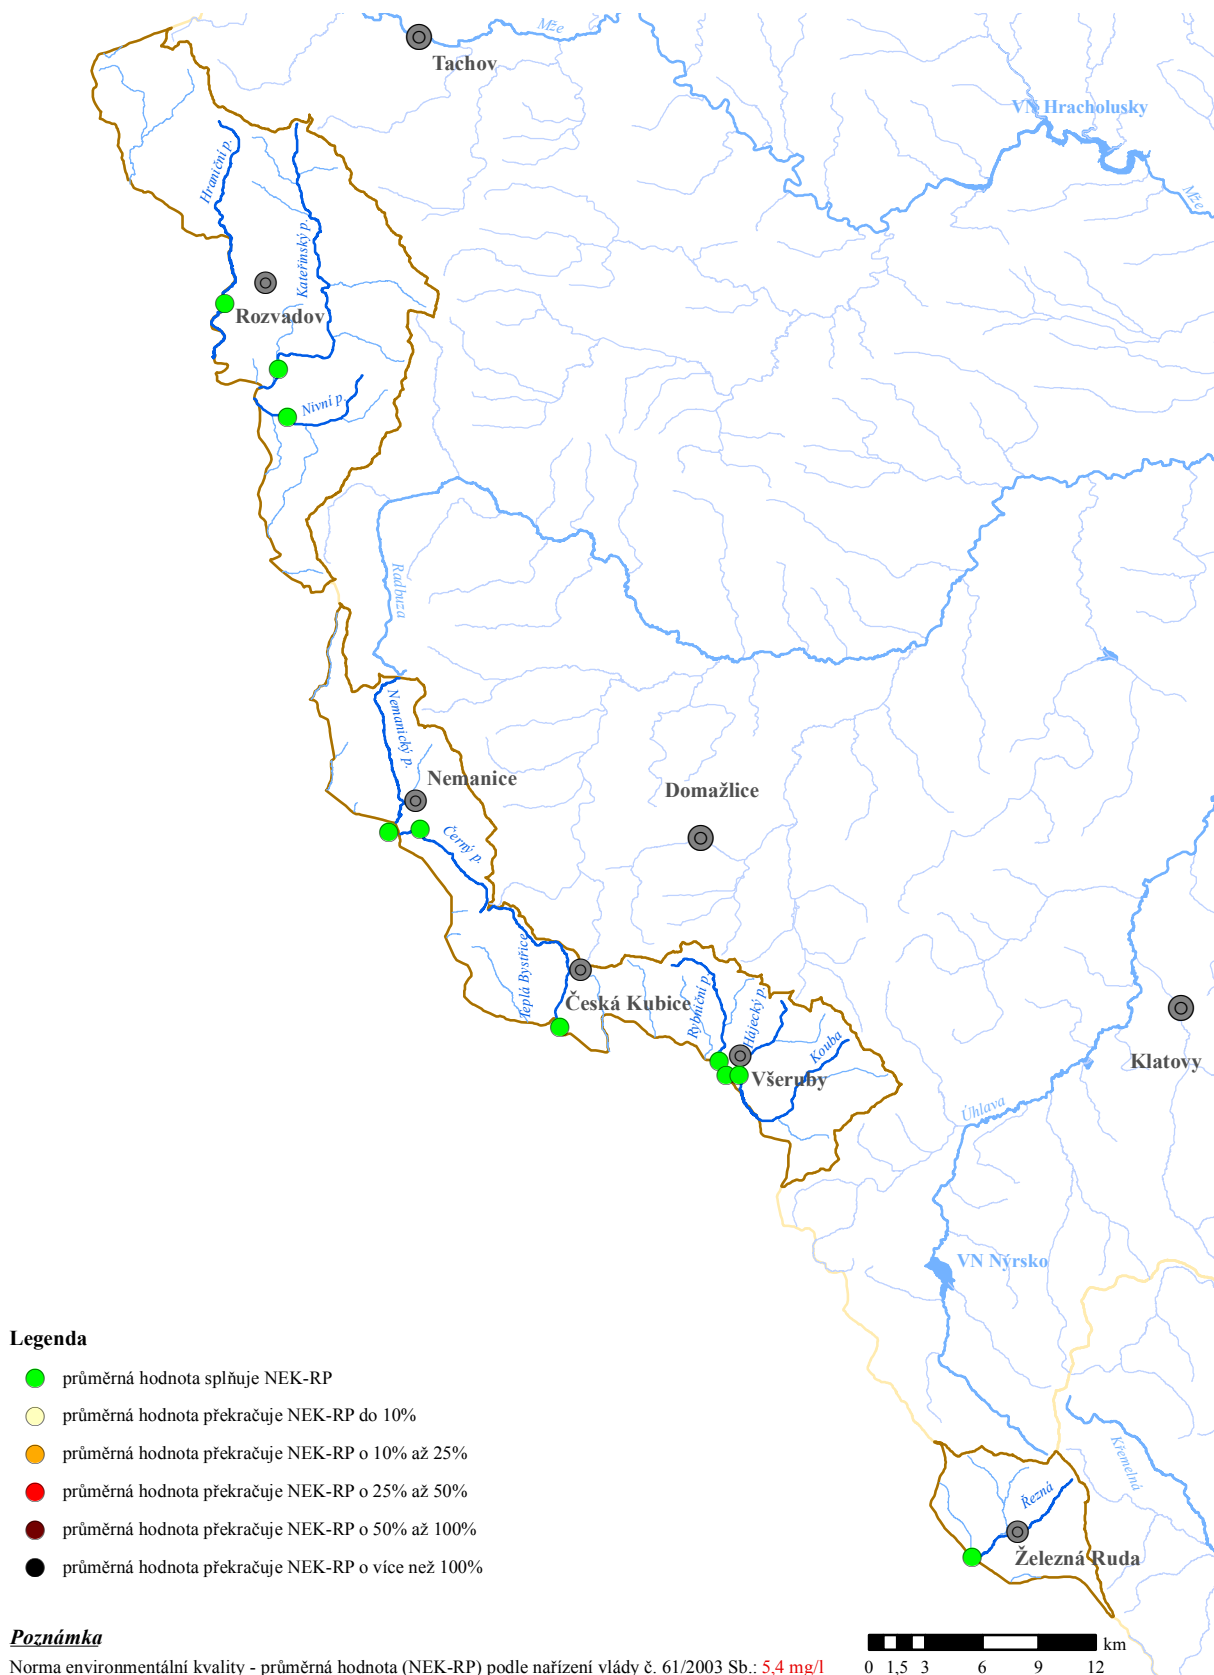 Mže
Tachov
VN Hracholusky
Mže
Hraniční p.
Kateřinský p.
Rozvadov
Nivní p.
Radbuza
Nemanický p.
Nemanice
Domažlice
Černý p.
Teplá Bystřice
Česká Kubice
Rybniční p.
Hájecký p.
Kouba
Všeruby
Klatovy
Úhlava
VN Nýrsko
Křemelná
Řezná
Železná Ruda
Legenda
průměrná hodnota splňuje NEK-RP
průměrná hodnota překračuje NEK-RP do 10%
průměrná hodnota překračuje NEK-RP o 10% až 25%
průměrná hodnota překračuje NEK-RP o 25% až 50%
průměrná hodnota překračuje NEK-RP o 50% až 100%
průměrná hodnota překračuje NEK-RP o více než 100%
Poznámka
Norma environmentální kvality - průměrná hodnota (NEK-RP) podle nařízení vlády č. 61/2003 Sb.: 5,4 mg/l
km
0 1,5 3 6 9 12